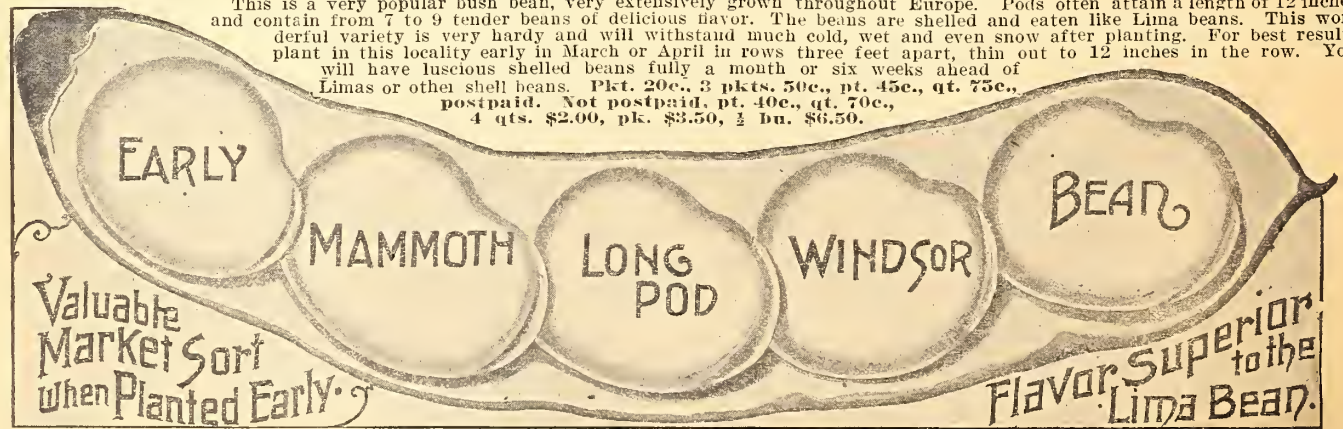 This is a very popular bush bean, very extensively grown throughout Europe. Pods often attain a length of 12 inche
and contain from 7 to 9 tender beans of delicious flavor. The beans are shelled and eaten like Lima beans. This wo
derful variety is very hardy and will withstand much cold, wet and even snow after planting. For best result
plant in this locality early in March or April in rows three feet apart, thin out to 12 inches in the row. Yo
will have luscious shelled beans fully a month or six weeks ahead of
Limas or other shell beans. Pkt. 20c., 3 pkts. 50c., pt. 45c., qt. 75c.,
postpaid. Not postpaid, pt. 40c., qt. 70c.,
4 qts. $2.00, pk. $3.50, ½ bu. $6.50.
EARLY
MAMMOTH
LONG
POD
WINDSOR
BEAN
Valuable
Market Sort
when Planted Early.
Flavor Superior
to the
Lima Bean.